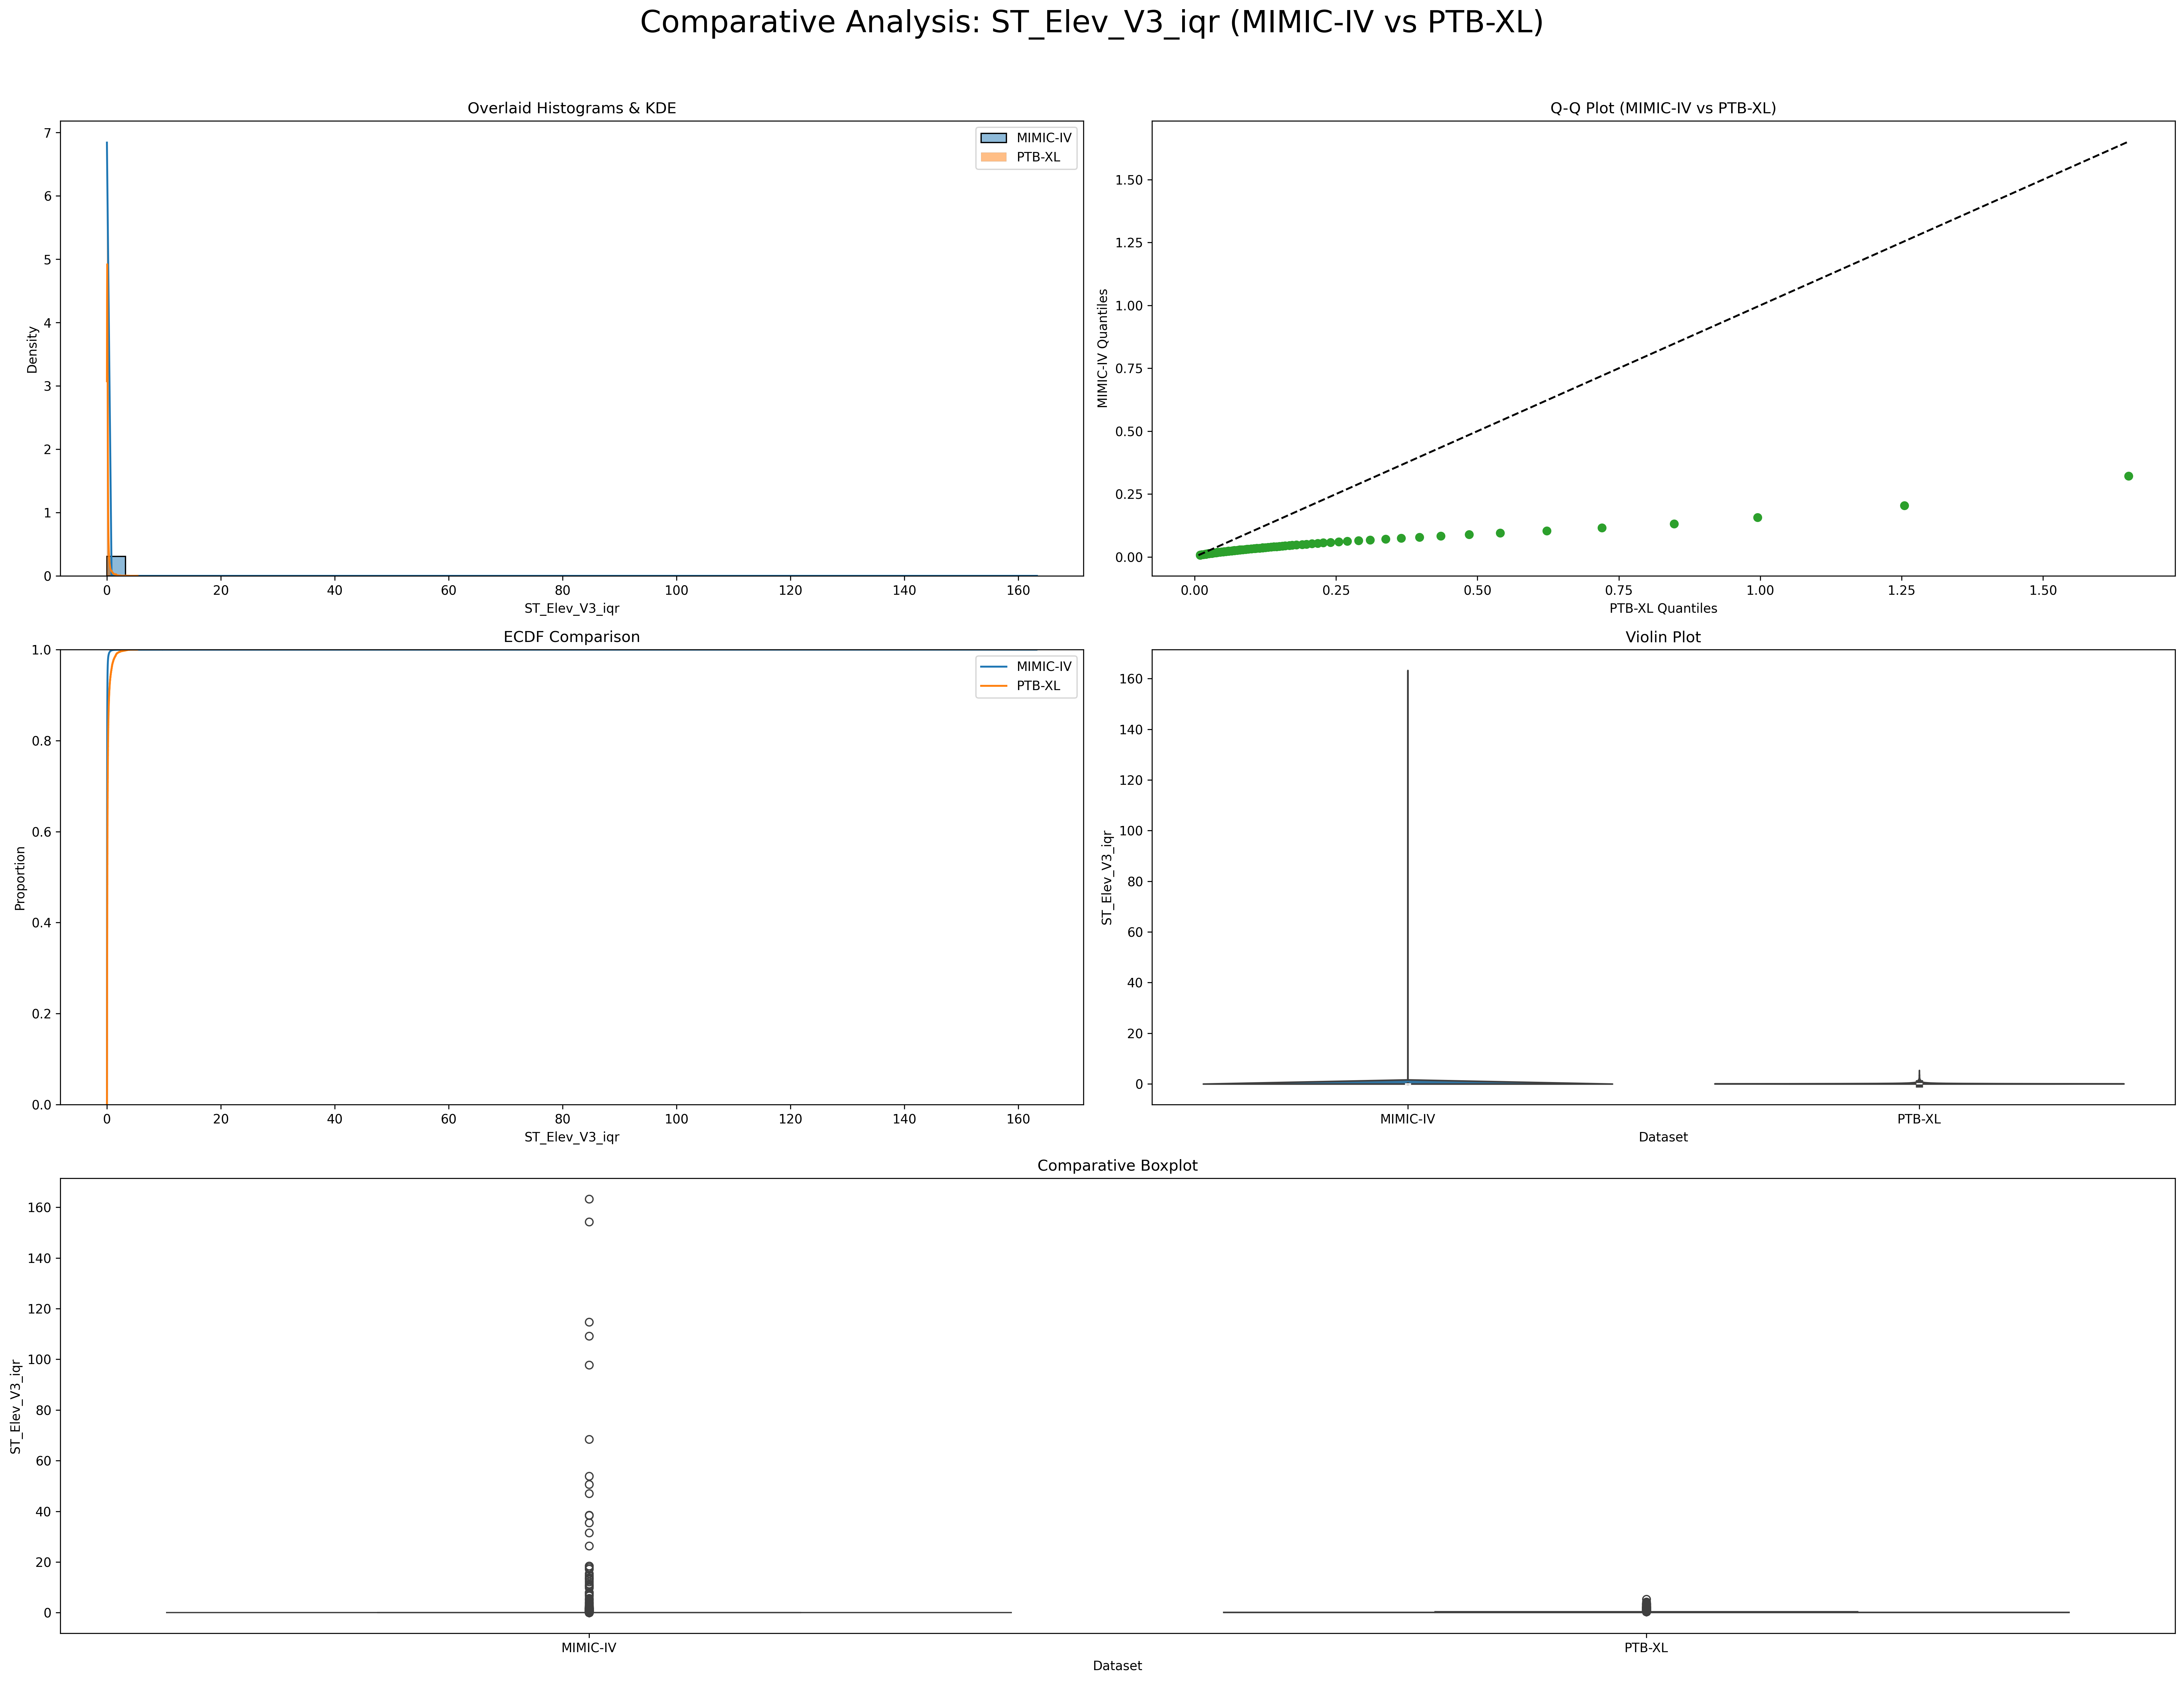 Comparative Analysis: ST_Elev_V3_iqr (MIMIC-IV vs PTB-XL)
Overlaid Histograms & KDE
7
6
5
4
3
2
1
0
Density
0 20 40 60 80 100 120 140 160
ST_Elev_V3_iqr
MIMIC-IV
PTB-XL
Q-Q Plot (MIMIC-IV vs PTB-XL)
1.50
1.25
1.00
0.75
0.50
0.25
0.00
MIMIC-IV Quantiles
0.00 0.25 0.50 0.75 1.00 1.25 1.50
PTB-XL Quantiles
ECDF Comparison
1.0
0.8
0.6
0.4
0.2
0.0
Proportion
0 20 40 60 80 100 120 140 160
ST_Elev_V3_iqr
MIMIC-IV
PTB-XL
Violin Plot
160
140
120
100
80
60
40
20
0
ST_Elev_V3_iqr
MIMIC-IV PTB-XL
Dataset
Comparative Boxplot
160
140
120
100
80
60
40
20
0
ST_Elev_V3_iqr
MIMIC-IV PTB-XL
Dataset